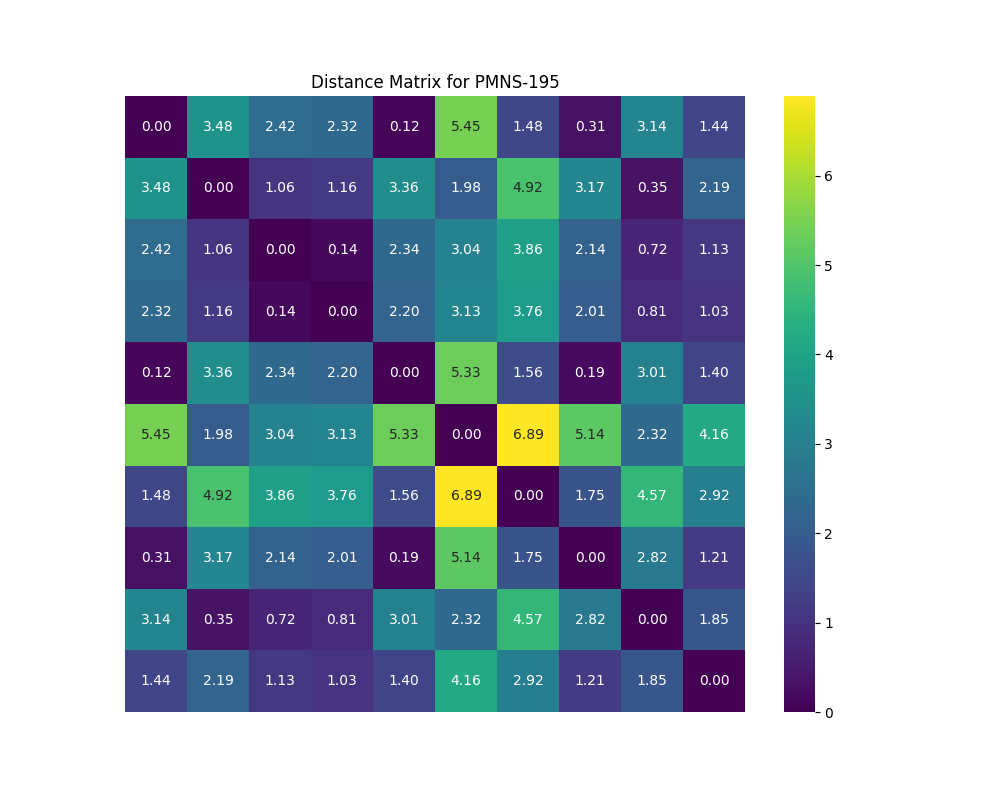 Distance Matrix for PMNS-195
0.00 3.48 2.42 2.32 0.12 5.45 1.48 0.31 3.14 1.44
3.48 0.00 1.06 1.16 3.36 1.98 4.92 3.17 0.35 2.19
2.42 1.06 0.00 0.14 2.34 3.04 3.86 2.14 0.72 1.13
2.32 1.16 0.14 0.00 2.20 3.13 3.76 2.01 0.81 1.03
0.12 3.36 2.34 2.20 0.00 5.33 1.56 0.19 3.01 1.40
5.45 1.98 3.04 3.13 5.33 0.00 6.89 5.14 2.32 4.16
1.48 4.92 3.86 3.76 1.56 6.89 0.00 1.75 4.57 2.92
0.31 3.17 2.14 2.01 0.19 5.14 1.75 0.00 2.82 1.21
3.14 0.35 0.72 0.81 3.01 2.32 4.57 2.82 0.00 1.85
1.44 2.19 1.13 1.03 1.40 4.16 2.92 1.21 1.85 0.00
6
5
4
3
2
1
0